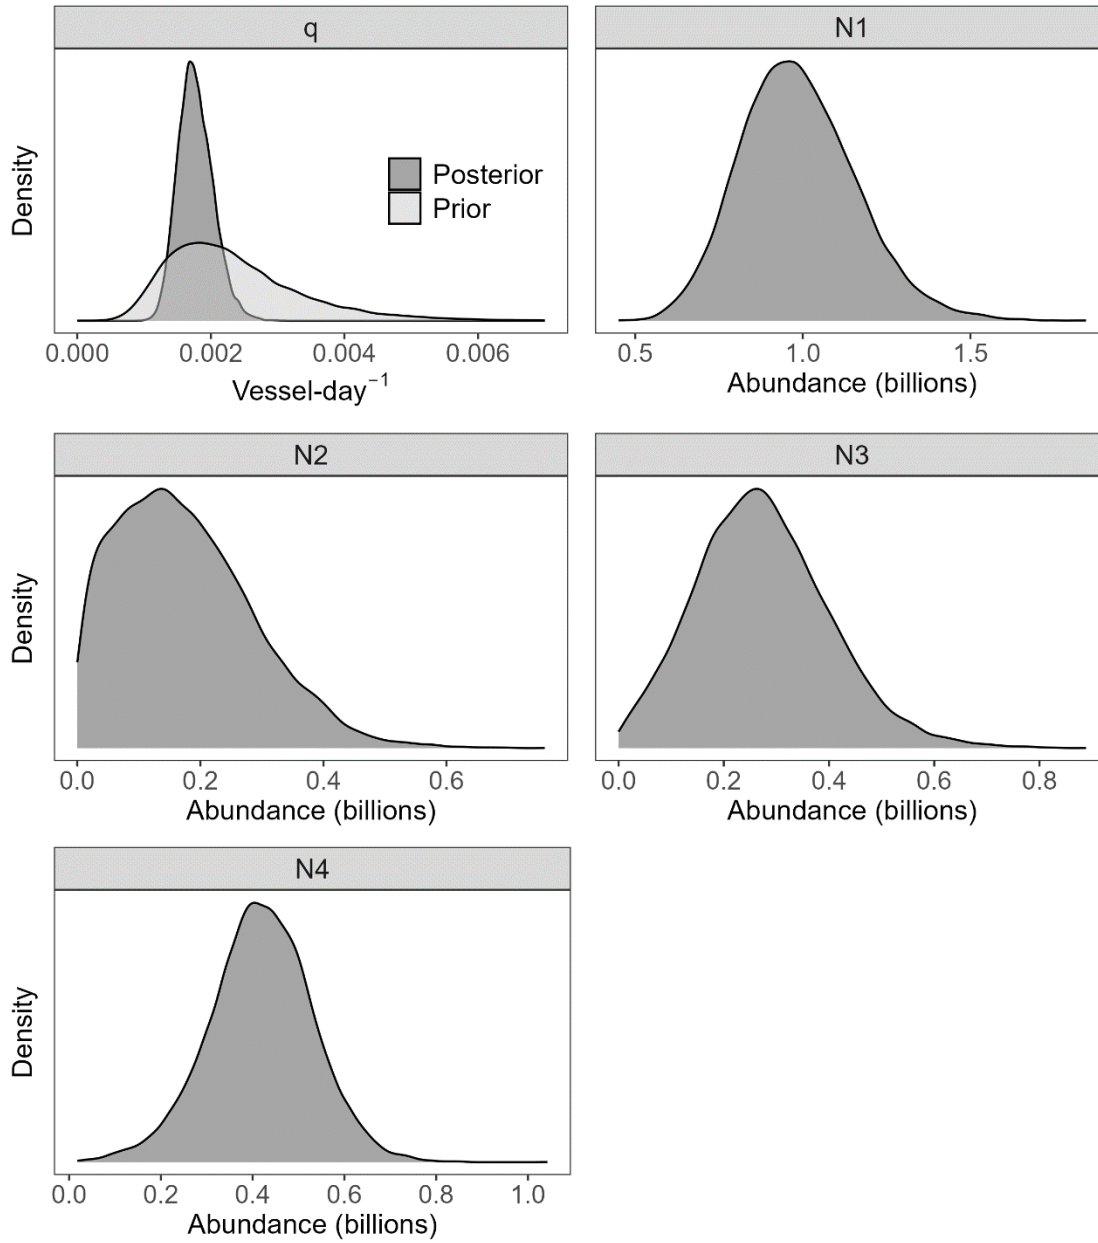 q
Density
Posterior
Prior
0.000 0.002 0.004 0.006
Vessel-day⁻¹
N1
0.5 1.0 1.5
Abundance (billions)
N2
Density
0.0 0.2 0.4 0.6
Abundance (billions)
N3
0.0 0.2 0.4 0.6 0.8
Abundance (billions)
N4
Density
0.0 0.2 0.4 0.6 0.8 1.0
Abundance (billions)